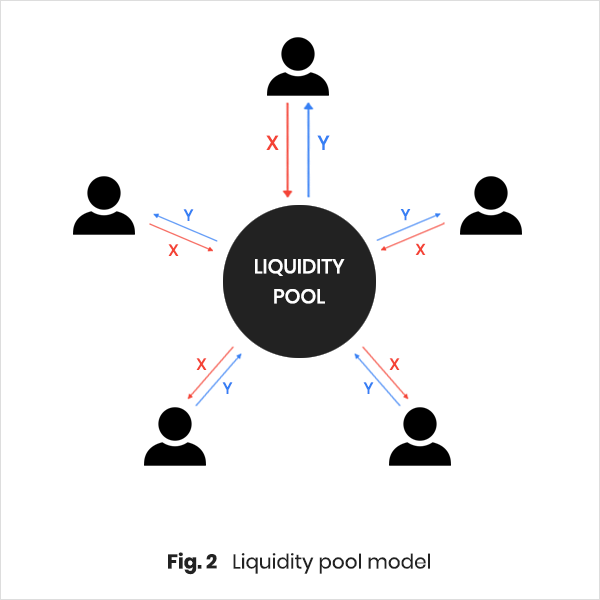 X Y
Y Y
X X
LIQUIDITY
POOL
X X
Y Y
Fig. 2 Liquidity pool model